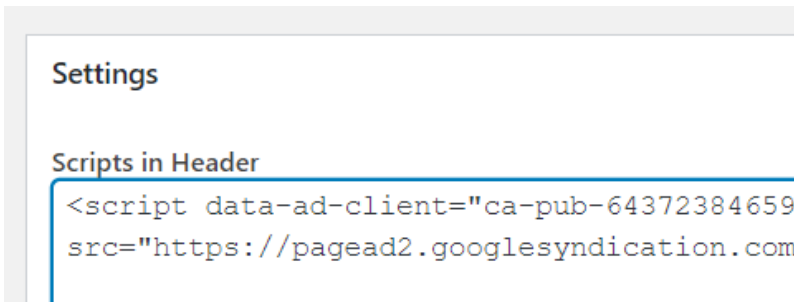 Settings
Scripts in Header
<script data-ad-client="ca-pub-64372384659
src="https://pagead2.googlesyndication.com